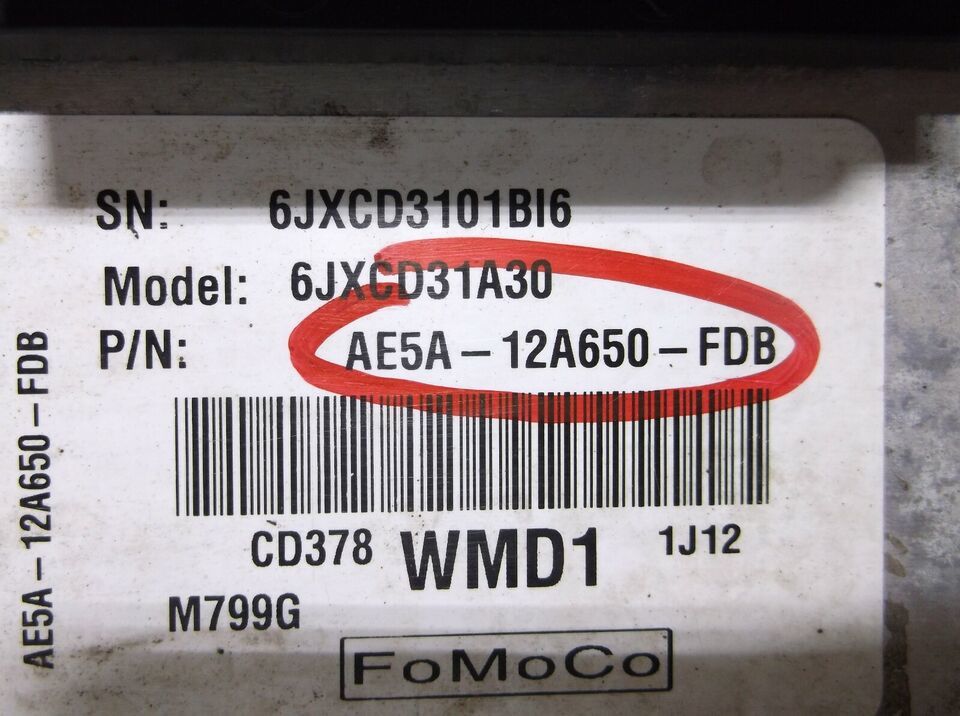 SN: 6JXCD3101BI6
Model: 6JXCD31A30
P/N: AE5A-12A650-FDB
AE5A-12A650-FDB
CD378 WMD1 1J12
M799G
FoMoCo